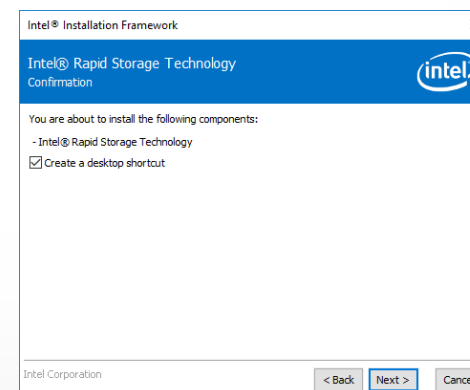 Intel® Installation Framework
Intel® Rapid Storage Technology
Confirmation
intel
You are about to install the following components:
- Intel® Rapid Storage Technology
Create a desktop shortcut
Intel Corporation
< Back Next > Cance